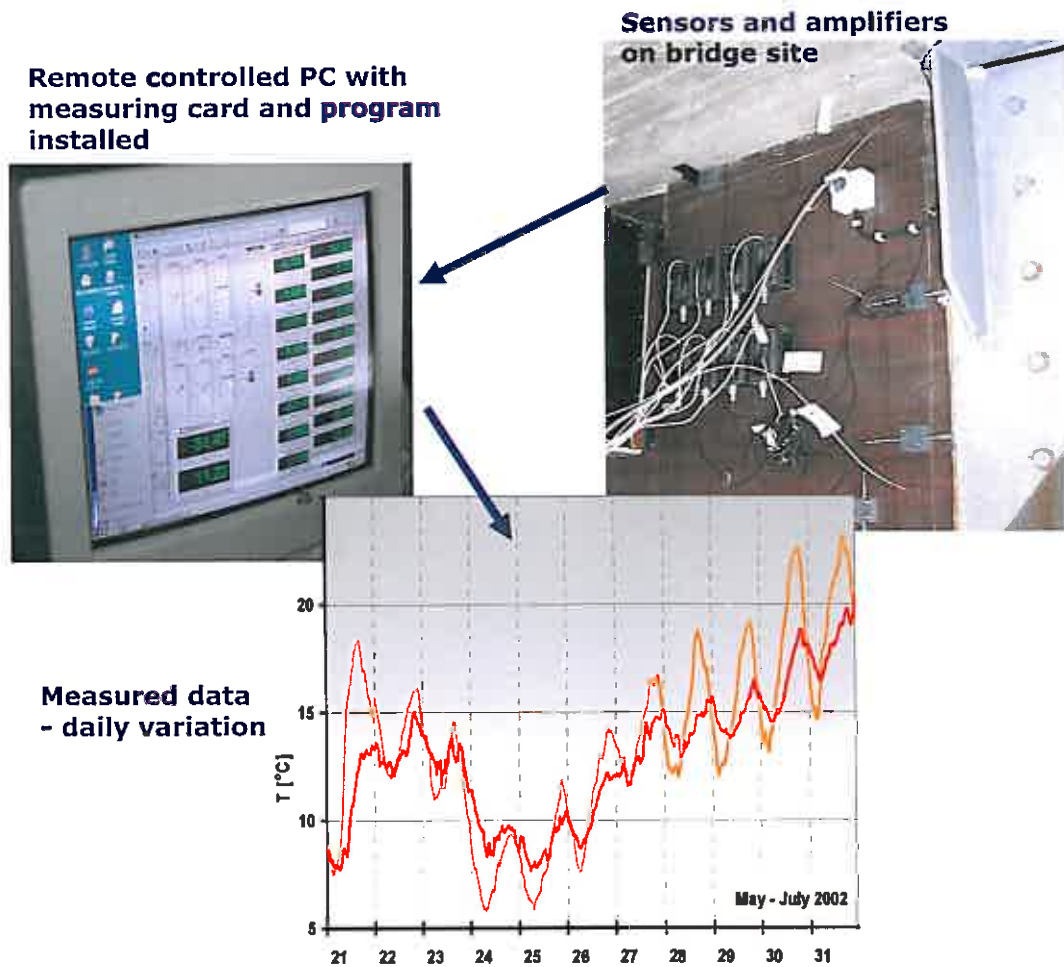 Sensors and amplifiers
on bridge site
Remote controlled PC with
measuring card and program
installed
Measured data
- daily variation
T [°C]
20
15
10
5
May - July 2002
21 22 23 24 25 26 27 28 29 30 31